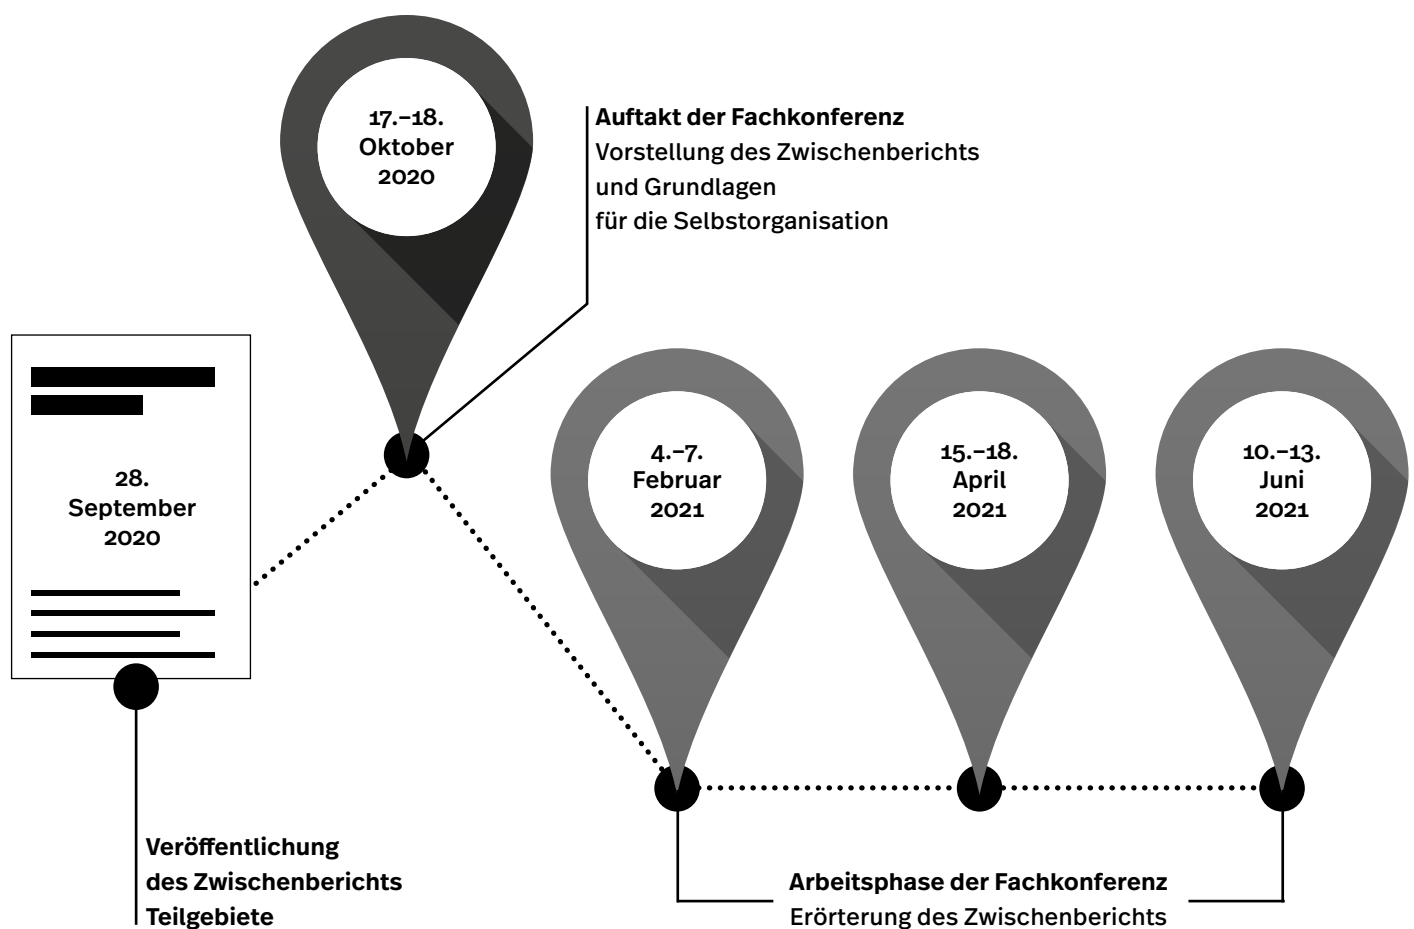 17.–18.
Oktober
2020
Auftakt der Fachkonferenz
Vorstellung des Zwischenberichts
und Grundlagen
für die Selbstorganisation
28.
September
2020
4.–7.
Februar
2021
15.–18.
April
2021
10.–13.
Juni
2021
Veröffentlichung
des Zwischenberichts
Teilgebiete
Arbeitsphase der Fachkonferenz
Erörterung des Zwischenberichts